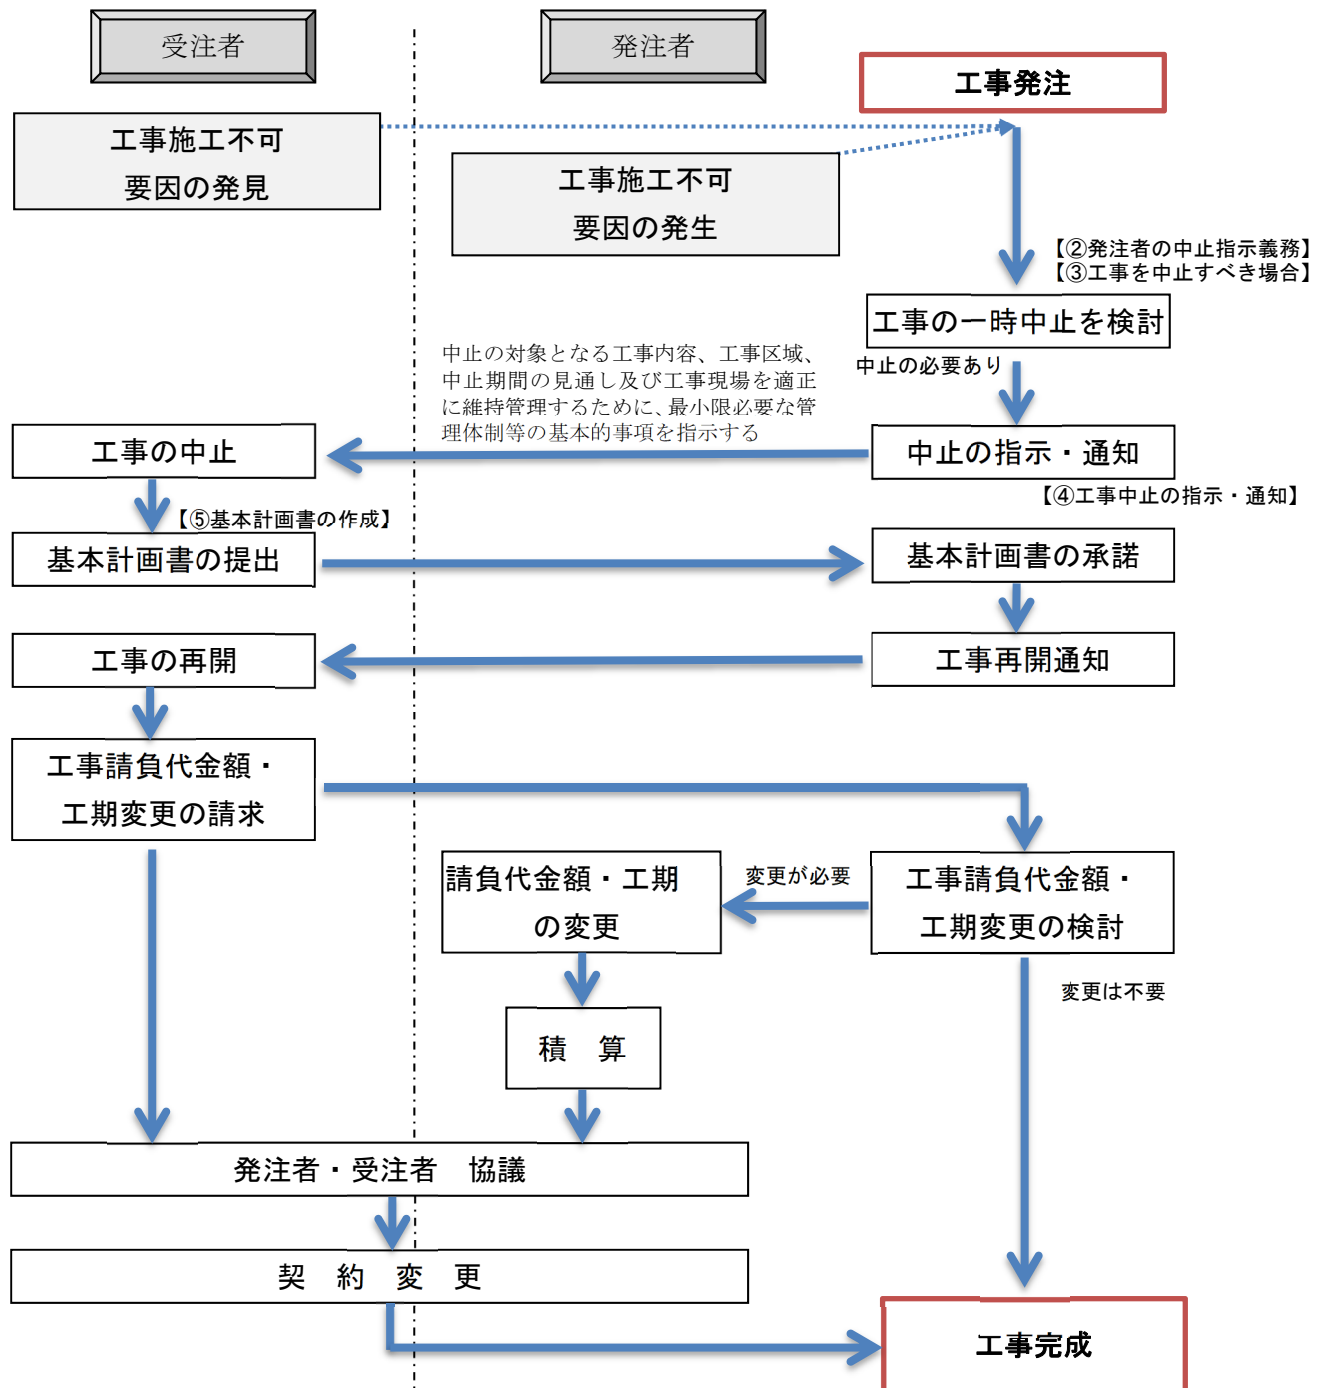 受注者
発注者
工事発注
工事施工不可
要因の発見
工事施工不可
要因の発生
【②発注者の中止指示義務】
【③工事を中止すべき場合】
工事の一時中止を検討
中止の必要あり
中止の対象となる工事内容、工事区域、
中止期間の見通し及び工事現場を適正
に維持管理するために、最小限必要な管
理体制等の基本的事項を指示する
工事の中止
中止の指示・通知
【④工事中止の指示・通知】
【⑤基本計画書の作成】
基本計画書の提出
基本計画書の承諾
工事の再開
工事再開通知
工事請負代金額・
工期変更の請求
請負代金額・工期
の変更
変更が必要
工事請負代金額・
工期変更の検討
変更は不要
積　算
発注者・受注者　協議
契　約　変　更
工事完成